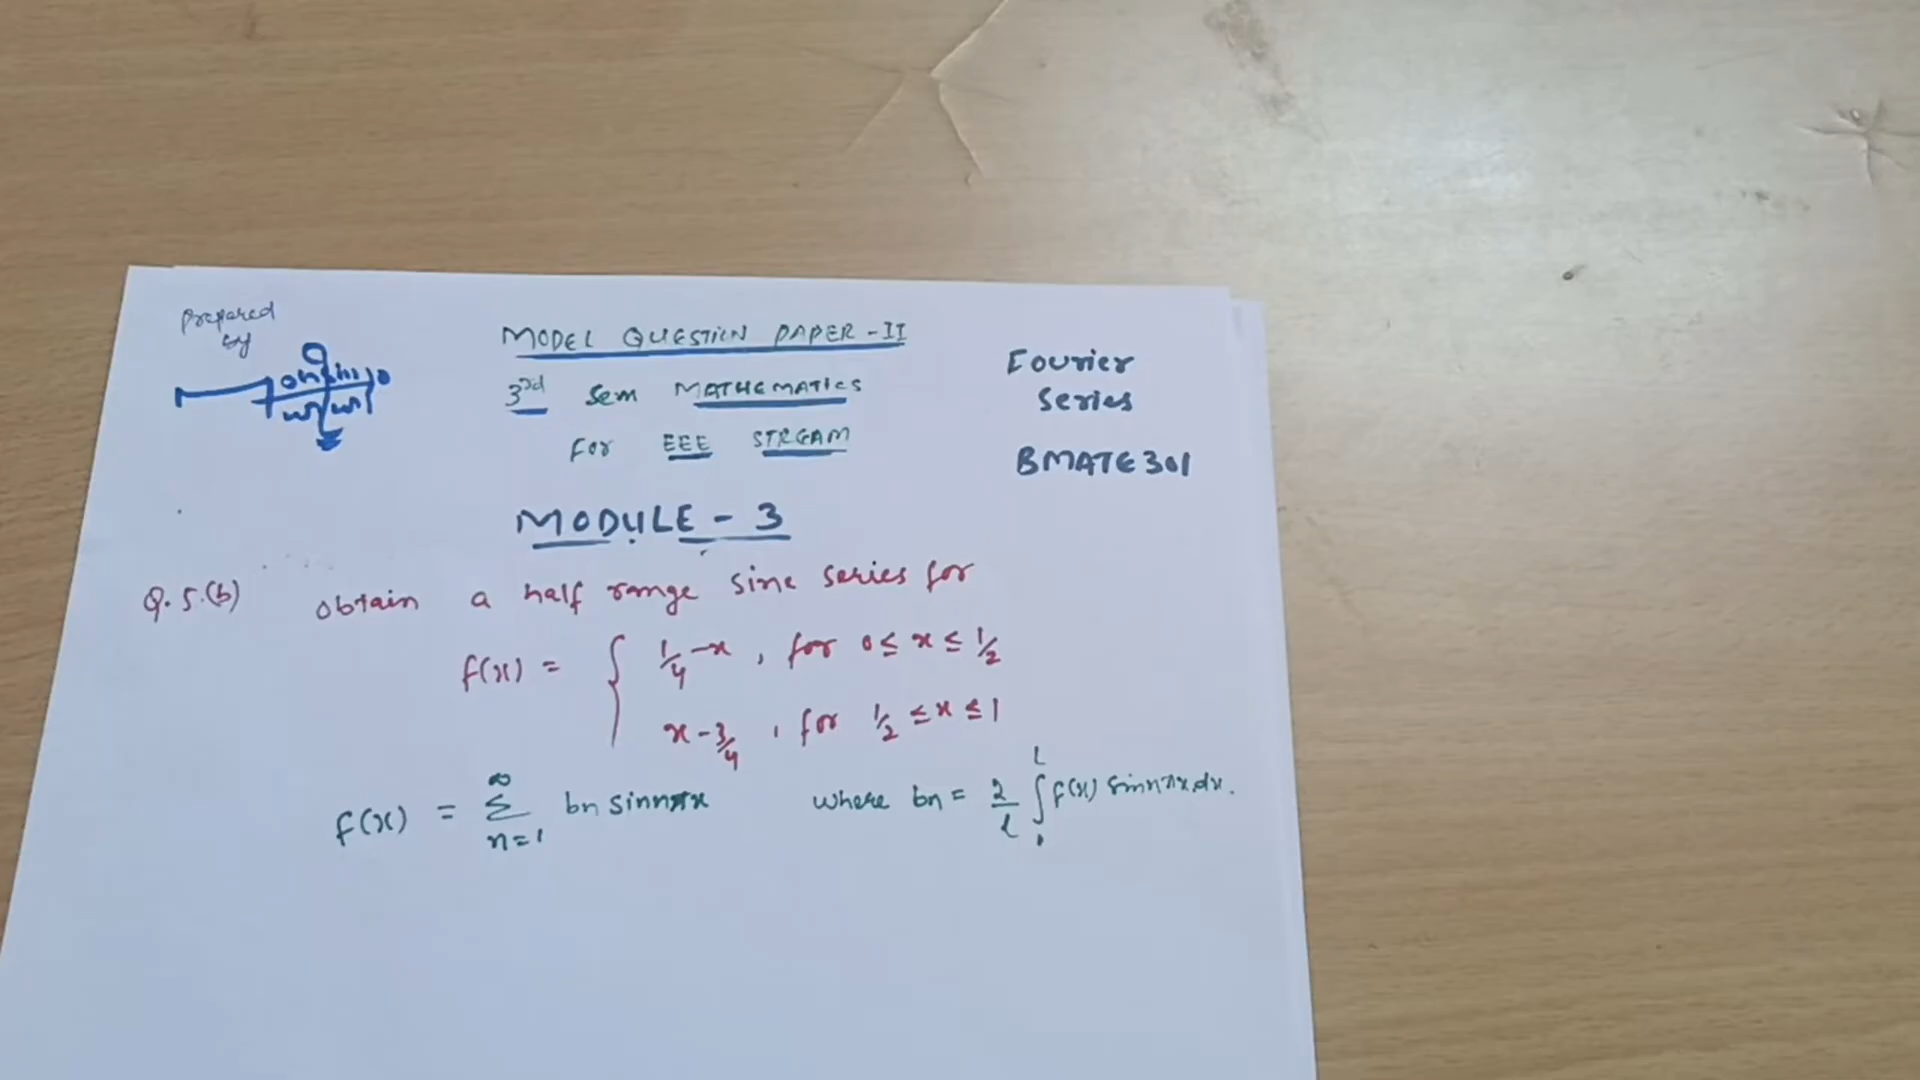 Prepared
by
MODEL QUESTION PAPER - II
3rd Sem MATHEMATICS
For EEE STREAM
Fourier
Series
BMATE301
MODULE - 3
Q.5.(b) obtain a half range sine series for
f(x) = { 1/4 - x, for 0 ≤ x ≤ 1/2
x - 3/4, for 1/2 ≤ x ≤ 1
f(x) = ∞ Σ n=1 bn sinnπx where bn = 2/l ∫ l f(x) sinnπx dx.